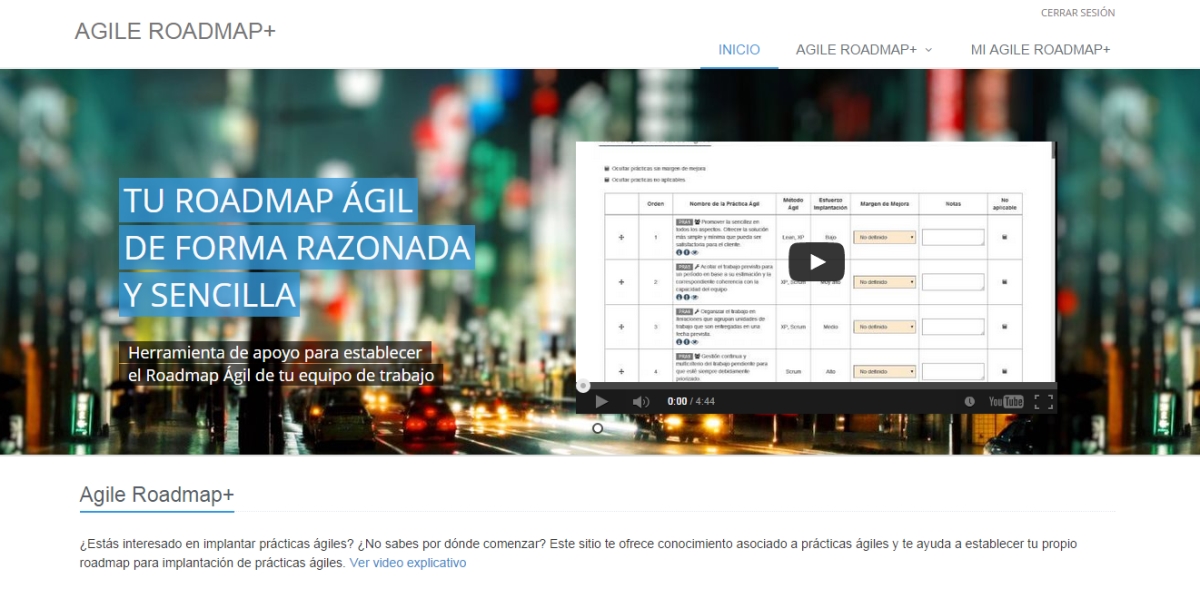 CERRAR SESIÓN
AGILE ROADMAP+
INICIO AGILE ROADMAP+ MI AGILE ROADMAP+
TU ROADMAP ÁGIL
DE FORMA RAZONADA
Y SENCILLA
Herramienta de apoyo para establecer
el Roadmap Ágil de tu equipo de trabajo
Ocultar prácticas sin margen de mejora
Ocultar prácticas no aplicables
Orden Nombre de la Práctica Ágil Método Ágil Esfuerzo Implantación Margen de Mejora Notas No aplicable
1
Promover la sencillez en
todos los aspectos. Ofrecer la solución
más simple y mínima que pueda ser
satisfactoria para el cliente.
Lean, XP Bajo No definido
2
Acotar el trabajo previsto para
un período en base a su estimación y la
correspondiente coherencia con la
capacidad del equipo
XP, Muy alto No definido
3
Organizar el trabajo en
iteraciones que agrupan unidades de
trabajo que son entregadas en una
fecha prevista.
XP, Scrum Medio No definido
4
Gestión continua y
del trabajo pendiente para
que esté siempre debidamente
priorizado.
Scrum Alto No definido
0:00 / 4:44 YouTube
Agile Roadmap+
¿Estás interesado en implantar prácticas ágiles? ¿No sabes por dónde comenzar? Este sitio te ofrece conocimiento asociado a prácticas ágiles y te ayuda a establecer tu propio
roadmap para implantación de prácticas ágiles. Ver video explicativo